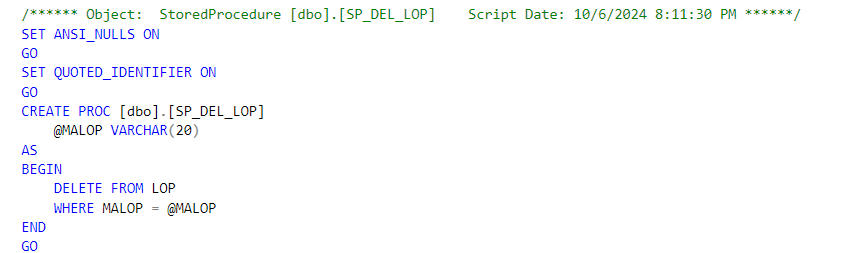 /****** Object:  StoredProcedure [dbo].[SP_DEL_LOP]    Script Date: 10/6/2024 8:11:30 PM ******/
SET ANSI_NULLS ON
GO
SET QUOTED_IDENTIFIER ON
GO
CREATE PROC [dbo].[SP_DEL_LOP]
    @MALOP VARCHAR(20)
AS
BEGIN
    DELETE FROM LOP
    WHERE MALOP = @MALOP
END
GO